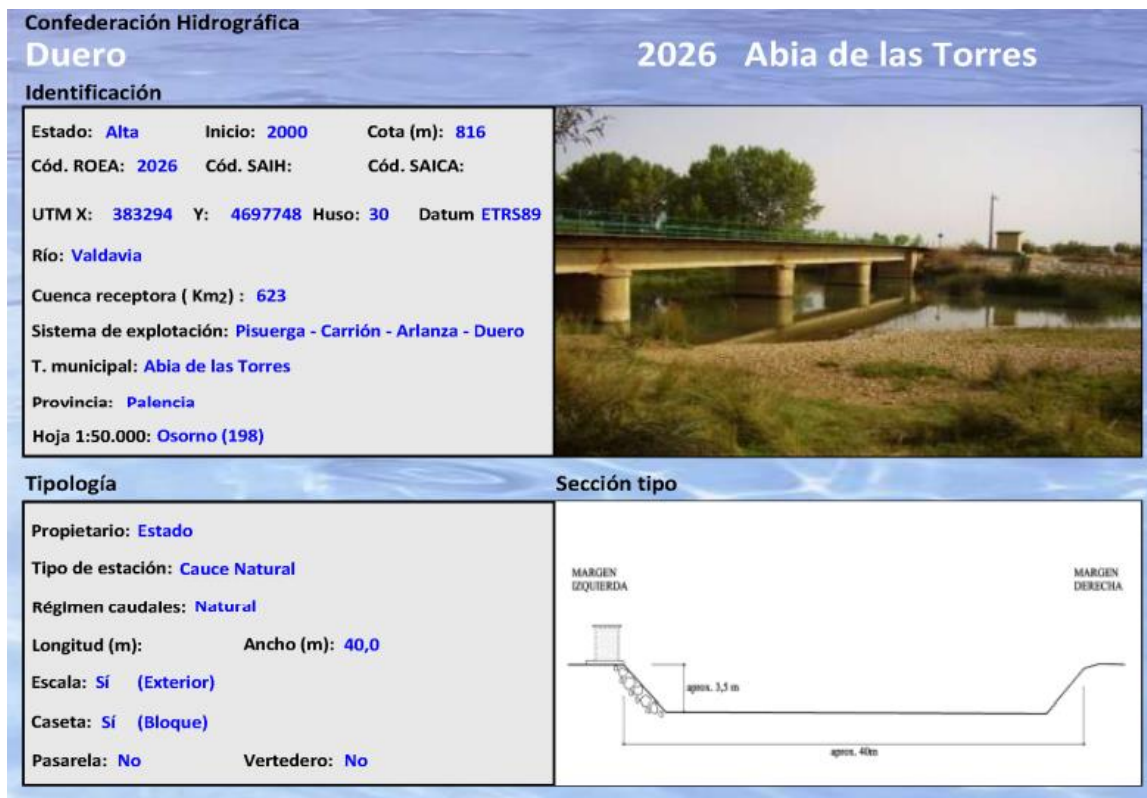 Confederación Hidrográfica
Duero
2026 Abia de las Torres
Identificación
Estado: Alta Inicio: 2000 Cota (m): 816
Cód. ROEA: 2026 Cód. SAIH: Cód. SAICA:
UTM X: 383294 Y: 4697748 Huso: 30 Datum ETRS89
Río: Valdavia
Cuenca receptora ( Km2) : 623
Sistema de explotación: Pisuerga - Carrión - Arlanza - Duero
T. municipal: Abia de las Torres
Provincia: Palencia
Hoja 1:50.000: Osorno (198)
Tipología
Propietario: Estado
Tipo de estación: Cauce Natural
Régimen caudales: Natural
Longitud (m): Ancho (m): 40,0
Escala: Sí (Exterior)
Caseta: Sí (Bloque)
Pasarela: No Vertedero: No
Sección tipo
MARGEN
IZQUIERDA
MARGEN
DERECHA
aprox. 3,5 m
aprox. 40m